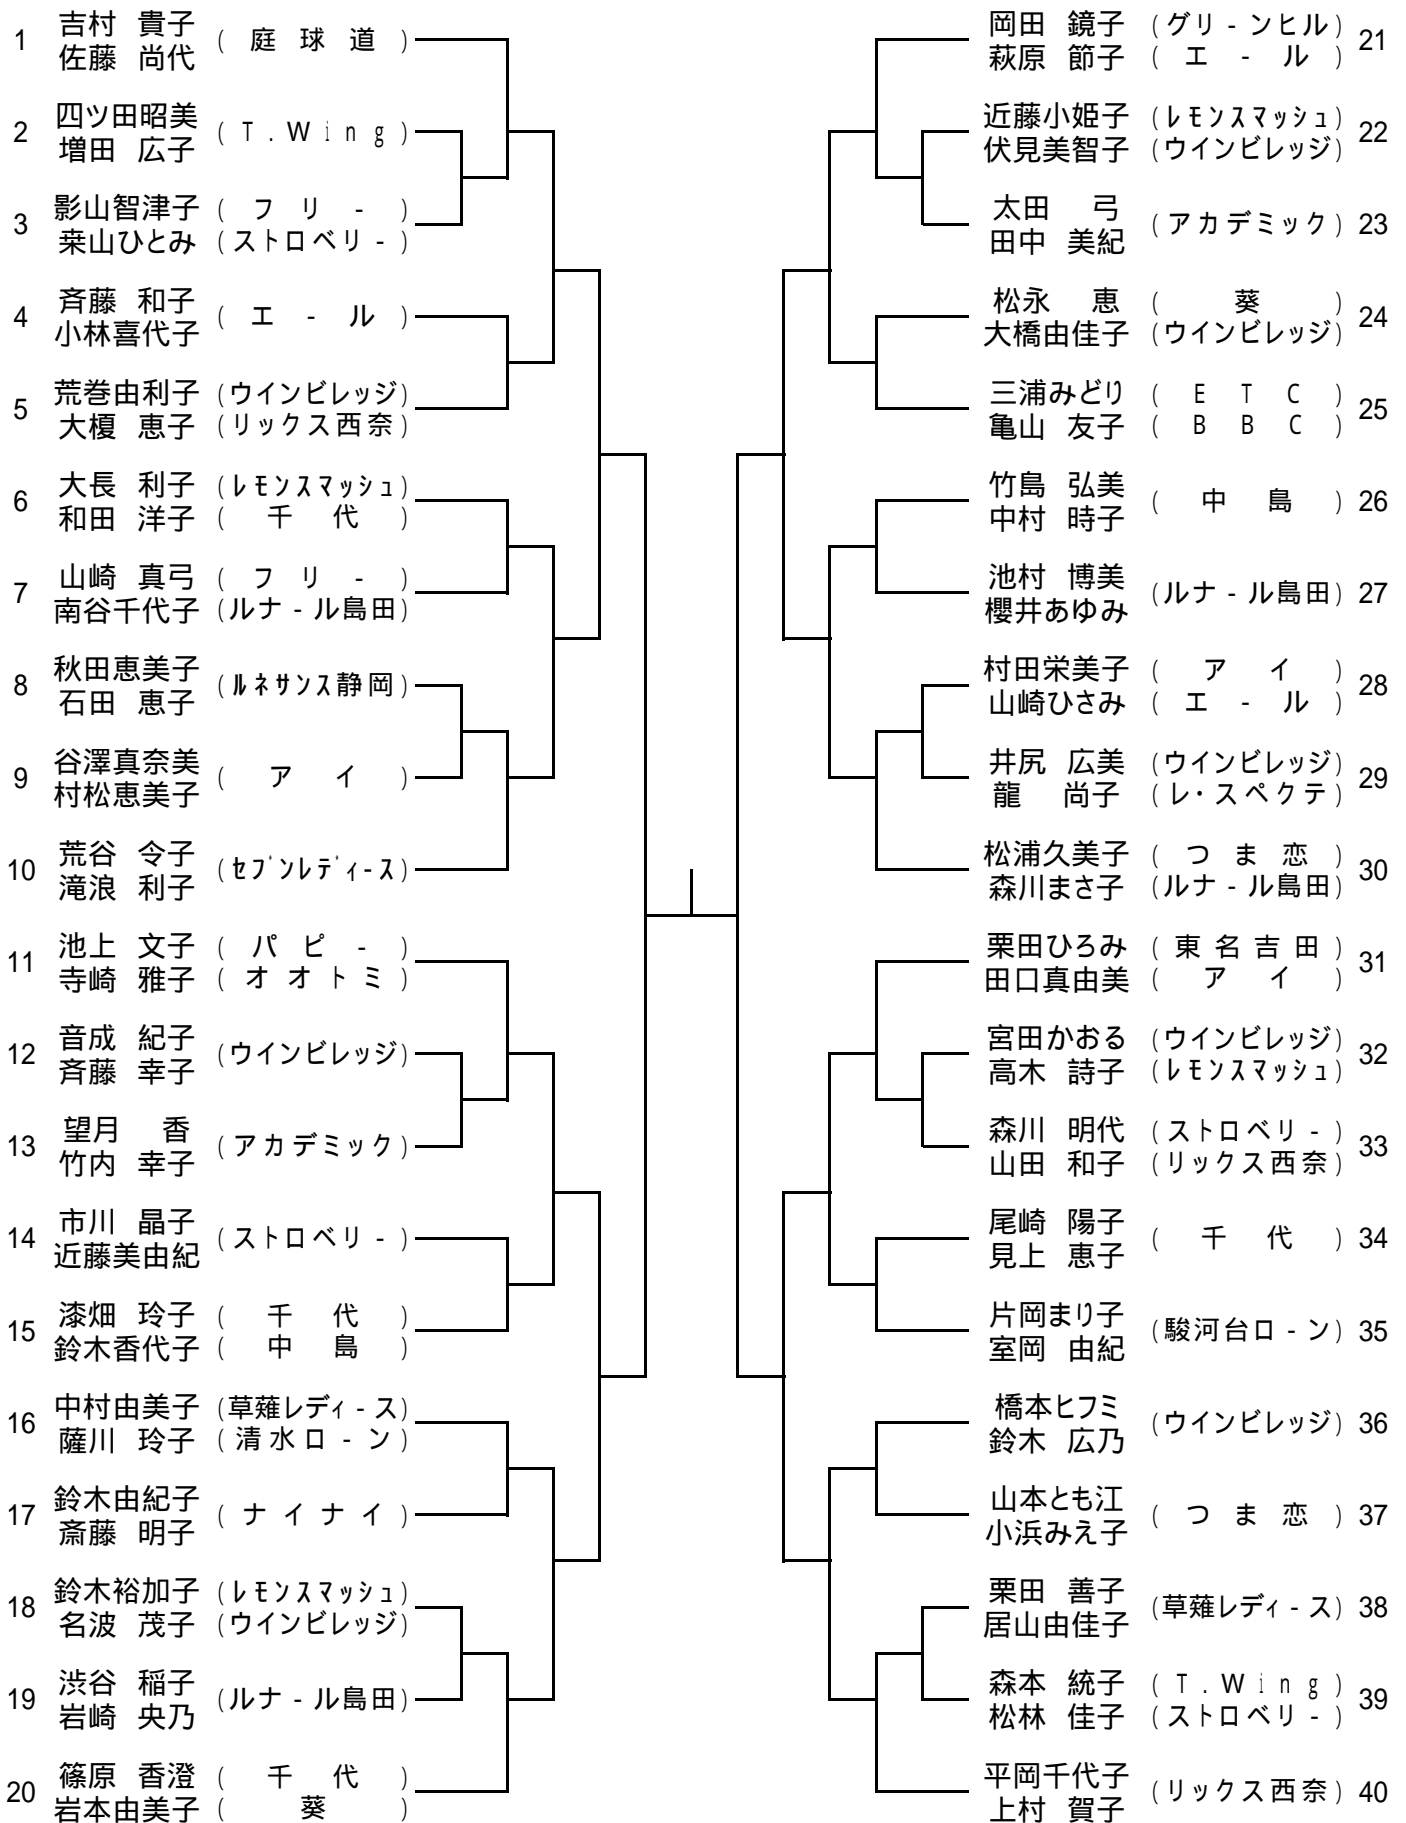 1 吉村 貴子 (庭球道)
佐藤 尚代
2 四ツ田昭美 (T.Wing)
増田 広子
3 影山智津子 (フリ-)
桒山ひとみ (ストロベリ-)
4 斉藤 和子 (エ-ル)
小林喜代子
5 荒巻由利子 (ウインビレッジ)
大榎 恵子 (リックス西奈)
6 大長 利子 (レモンスマッシュ)
和田 洋子 (千代)
7 山崎 真弓 (フリ-)
南谷千代子 (ルナ-ル島田)
8 秋田恵美子 (ルネサンス静岡)
石田 恵子
9 谷澤真奈美 (アイ)
村松恵美子
10 荒谷 令子 (セブンレディ-ス)
滝浪 利子
11 池上 文子 (パピ-)
寺崎 雅子 (オオトミ)
12 音成 紀子 (ウインビレッジ)
斉藤 幸子
13 望月 香 (アカデミック)
竹内 幸子
14 市川 晶子 (ストロベリ-)
近藤美由紀
15 漆畑 玲子 (千代)
鈴木香代子 (中島)
16 中村由美子 (草薙レディ-ス)
薩川 玲子 (清水ロ-ン)
17 鈴木由紀子 (ナイナイ)
斎藤 明子
18 鈴木裕加子 (レモンスマッシュ)
名波 茂子 (ウインビレッジ)
19 渋谷 稲子 (ルナ-ル島田)
岩崎 央乃
20 篠原 香澄 (千代)
岩本由美子 (葵)
岡田 鏡子 (グリ-ンヒル) 21
萩原 節子 (エ-ル)
近藤小姫子 (レモンスマッシュ) 22
伏見美智子 (ウインビレッジ)
太田 弓 (アカデミック) 23
田中 美紀
松永 恵 (葵) 24
大橋由佳子 (ウインビレッジ)
三浦みどり (ETC) 25
亀山 友子 (BBC)
竹島 弘美 (中島) 26
中村 時子
池村 博美 (ルナ-ル島田) 27
櫻井あゆみ
村田栄美子 (アイ) 28
山崎ひさみ (エ-ル)
井尻 広美 (ウインビレッジ) 29
龍 尚子 (レ・スペクテ)
松浦久美子 (つま恋) 30
森川まさ子 (ルナ-ル島田)
栗田ひろみ (東名吉田) 31
田口真由美 (アイ)
宮田かおる (ウインビレッジ) 32
高木 詩子 (レモンスマッシュ)
森川 明代 (ストロベリ-) 33
山田 和子 (リックス西奈)
尾崎 陽子 (千代) 34
見上 恵子
片岡まり子 (駿河台ロ-ン) 35
室岡 由紀
橋本ヒフミ (ウインビレッジ) 36
鈴木 広乃
山本とも江 (つま恋) 37
小浜みえ子
栗田 善子 (草薙レディ-ス) 38
居山由佳子
森本 統子 (T.Wing) 39
松林 佳子 (ストロベリ-)
平岡千代子 (リックス西奈) 40
上村 賀子